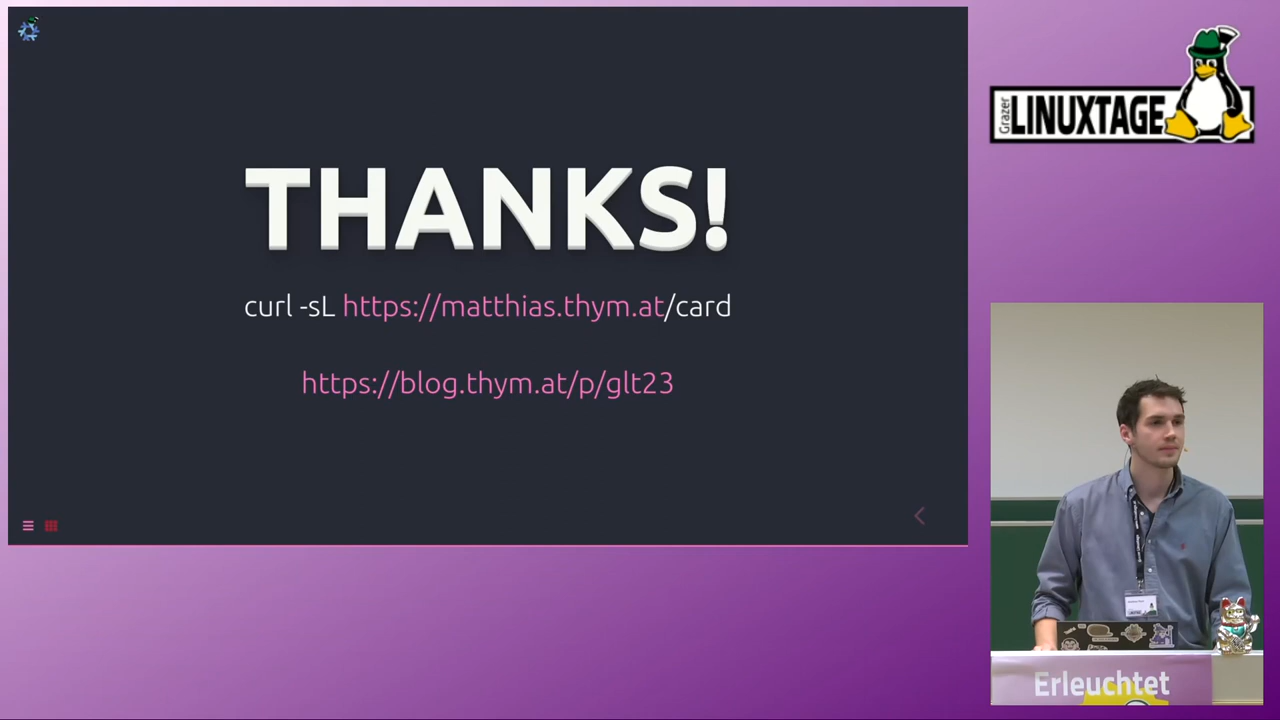 THANKS!
curl -sL https://matthias.thym.at/card
https://blog.thym.at/p/glt23
Grazer
LINUXTAGE
Erleuchtet